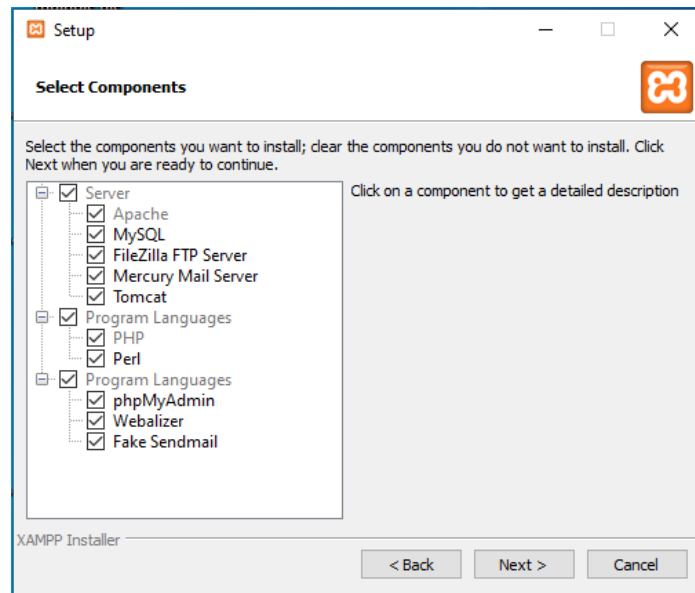 Setup
Select Components
Select the components you want to install; clear the components you do not want to install. Click
Next when you are ready to continue.
Server
Apache
MySQL
FileZilla FTP Server
Mercury Mail Server
Tomcat
Program Languages
PHP
Perl
Program Languages
phpMyAdmin
Webalizer
Fake Sendmail
Click on a component to get a detailed description
XAMPP Installer
< Back
Next >
Cancel